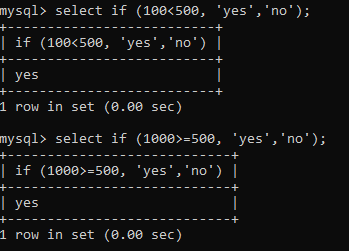 mysql> select if (100<500, 'yes','no');
+-------------------------+
| if (100<500, 'yes','no') |
+-------------------------+
| yes                     |
+-------------------------+
1 row in set (0.00 sec)
mysql> select if (1000>=500, 'yes','no');
+---------------------------+
| if (1000>=500, 'yes','no') |
+---------------------------+
| yes                       |
+---------------------------+
1 row in set (0.00 sec)